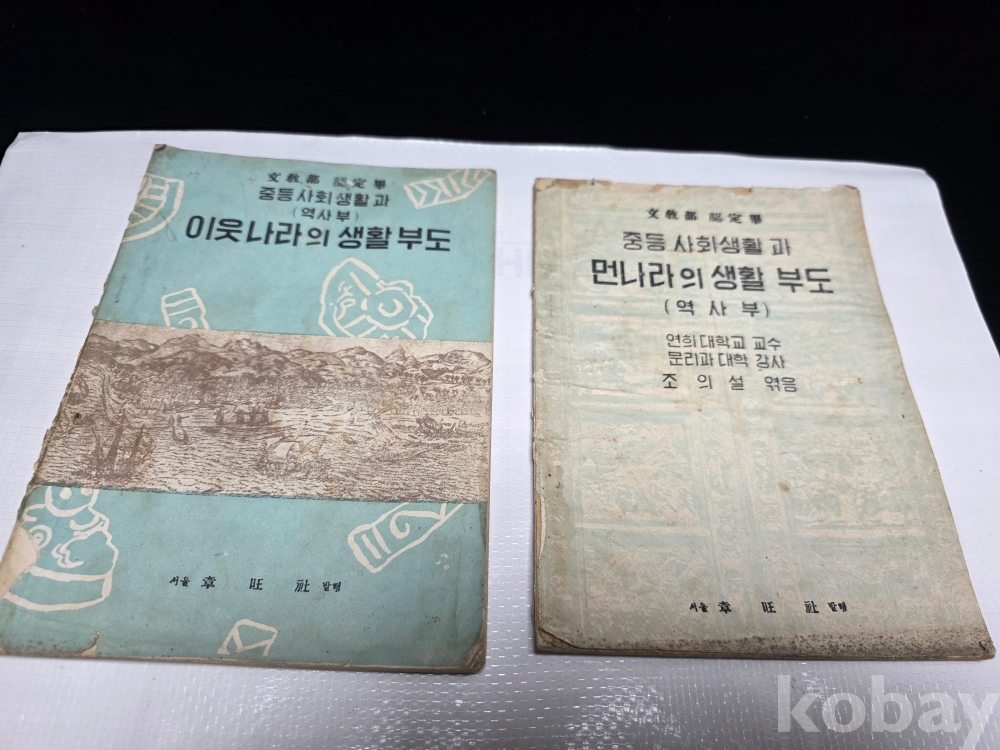 文敎部 認定畢
중등사회생활과
(역사부)
이웃나라의 생활부도
서울 章旺社 발행
文敎部 認定畢
중등 사회생활과
먼나라의 생활 부도
(역사부)
연희대학교 교수
문리과대학 강사
조의설 엮음
서울 章旺社 발행
kobay